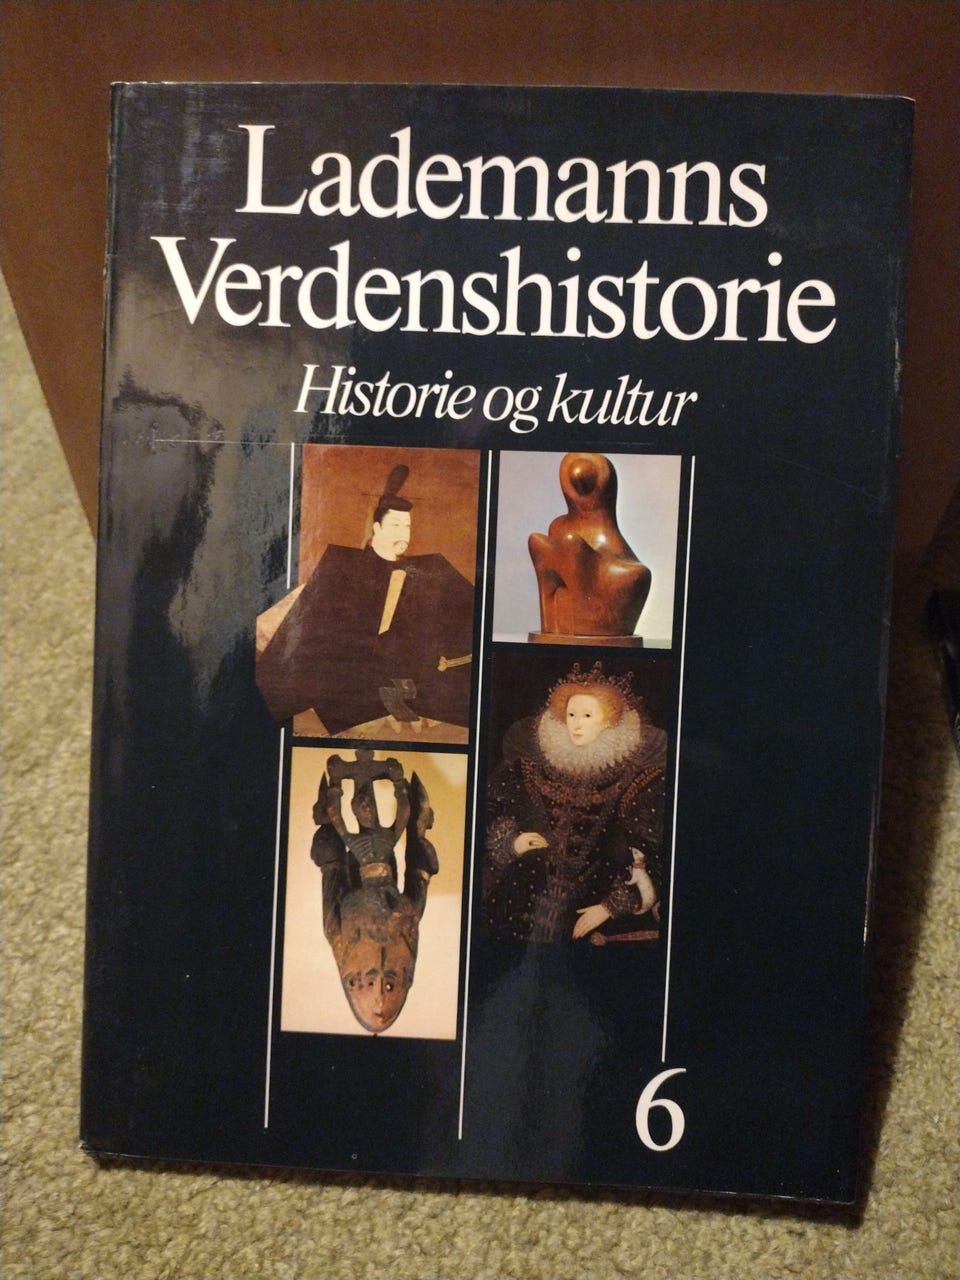 Lademanns
Verdenshistorie
Historie og kultur
6